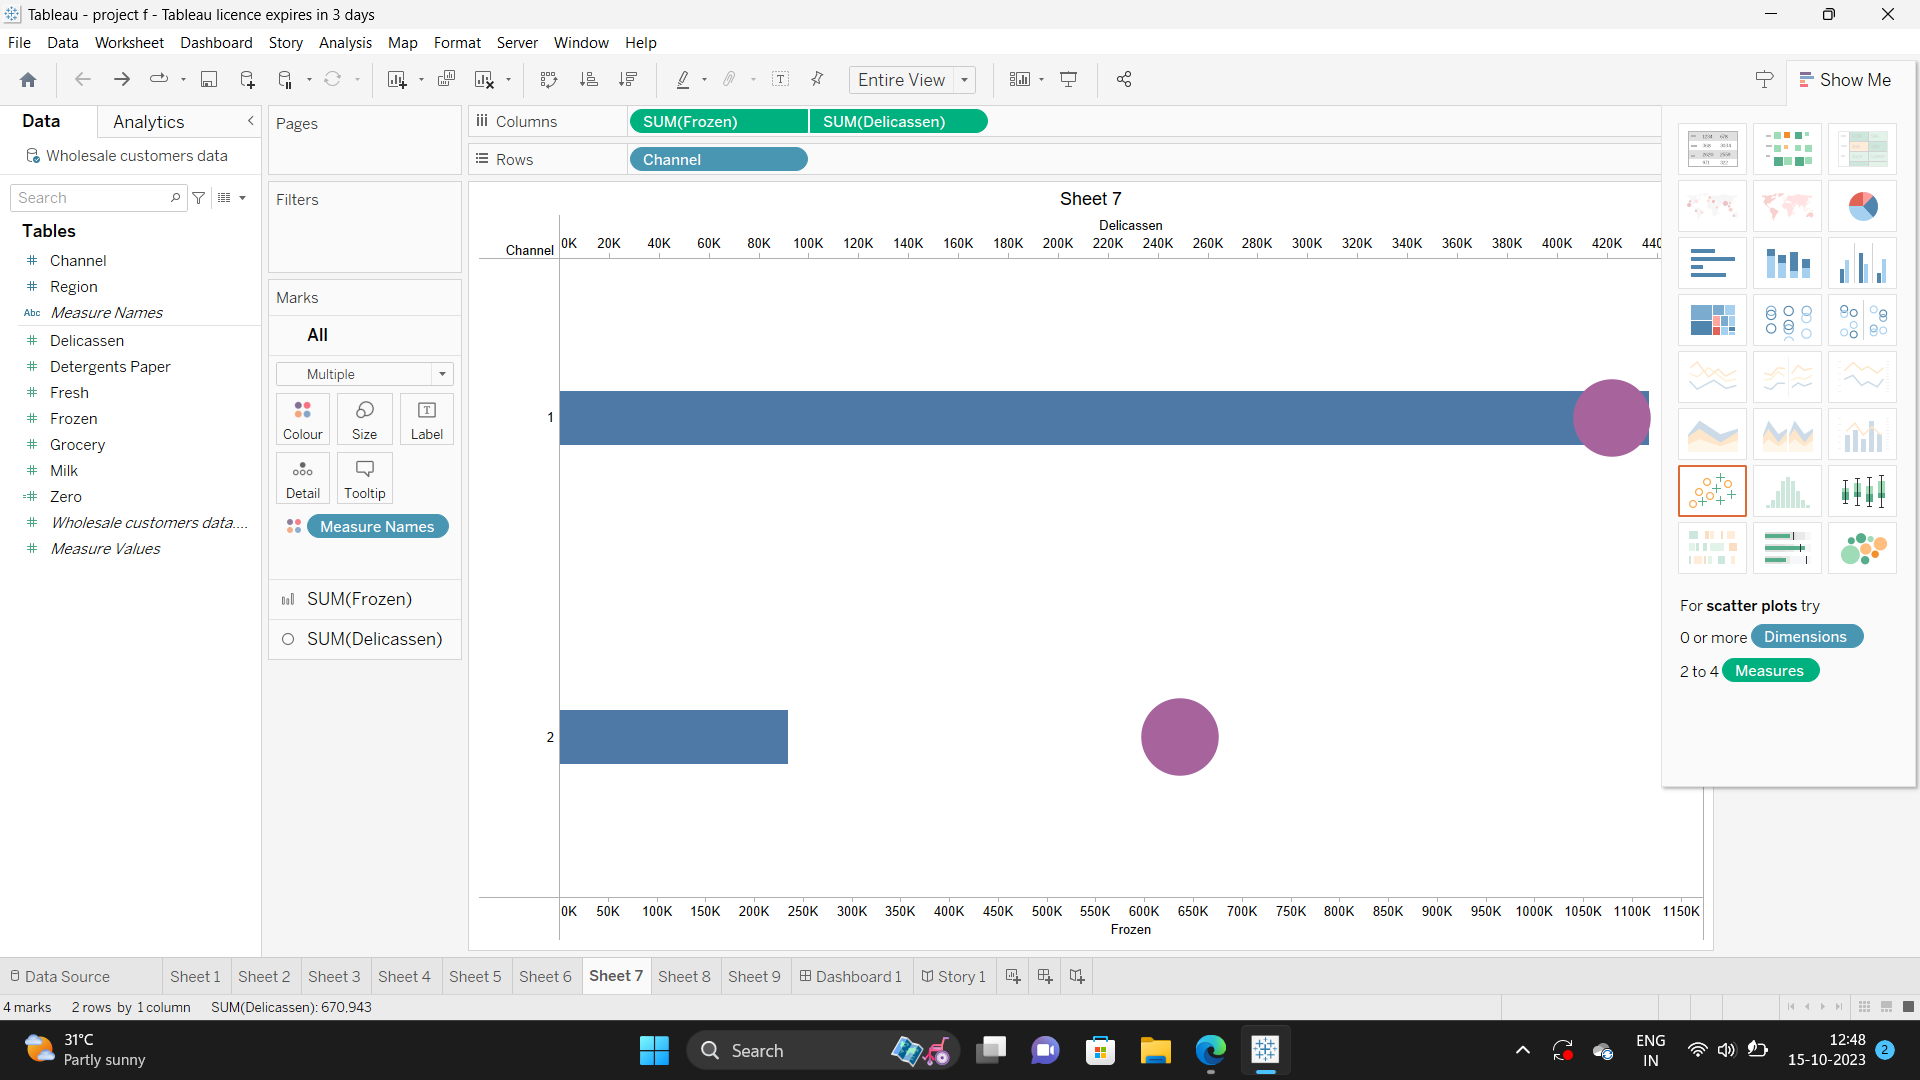 Tableau - project f - Tableau licence expires in 3 days
File Data Worksheet Dashboard Story Analysis Map Format Server Window Help
Entire View
Show Me
Data Analytics
Wholesale customers data
Search
Tables
Channel
Region
Abc Measure Names
Delicassen
Detergents Paper
Fresh
Frozen
Grocery
Milk
Zero
Wholesale customers data....
Measure Values
Pages
Filters
Marks
All
Multiple
Colour Size Label
Detail Tooltip
Measure Names
SUM(Frozen)
SUM(Delicassen)
Columns SUM(Frozen) SUM(Delicassen)
Rows Channel
Sheet 7
Delicassen
Channel
0K 20K 40K 60K 80K 100K 120K 140K 160K 180K 200K 220K 240K 260K 280K 300K 320K 340K 360K 380K 400K 420K 440
1
2
0K 50K 100K 150K 200K 250K 300K 350K 400K 450K 500K 550K 600K 650K 700K 750K 800K 850K 900K 950K 1000K 1050K 1100K 1150K
Frozen
For scatter plots try
0 or more Dimensions
2 to 4 Measures
Data Source Sheet 1 Sheet 2 Sheet 3 Sheet 4 Sheet 5 Sheet 6 Sheet 7 Sheet 8 Sheet 9 Dashboard 1 Story 1
4 marks 2 rows by 1 column SUM(Delicassen): 670,943
31°C
Partly sunny
Search
ENG
IN
12:48
15-10-2023
2